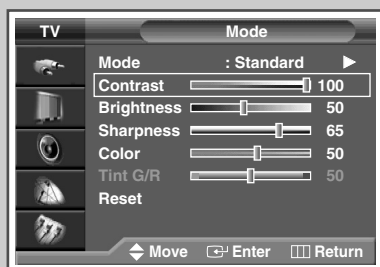 TV Mode
Mode : Standard
Contrast 100
Brightness 50
Sharpness 65
Color 50
Tint G/R 50
Reset
Move Enter Return